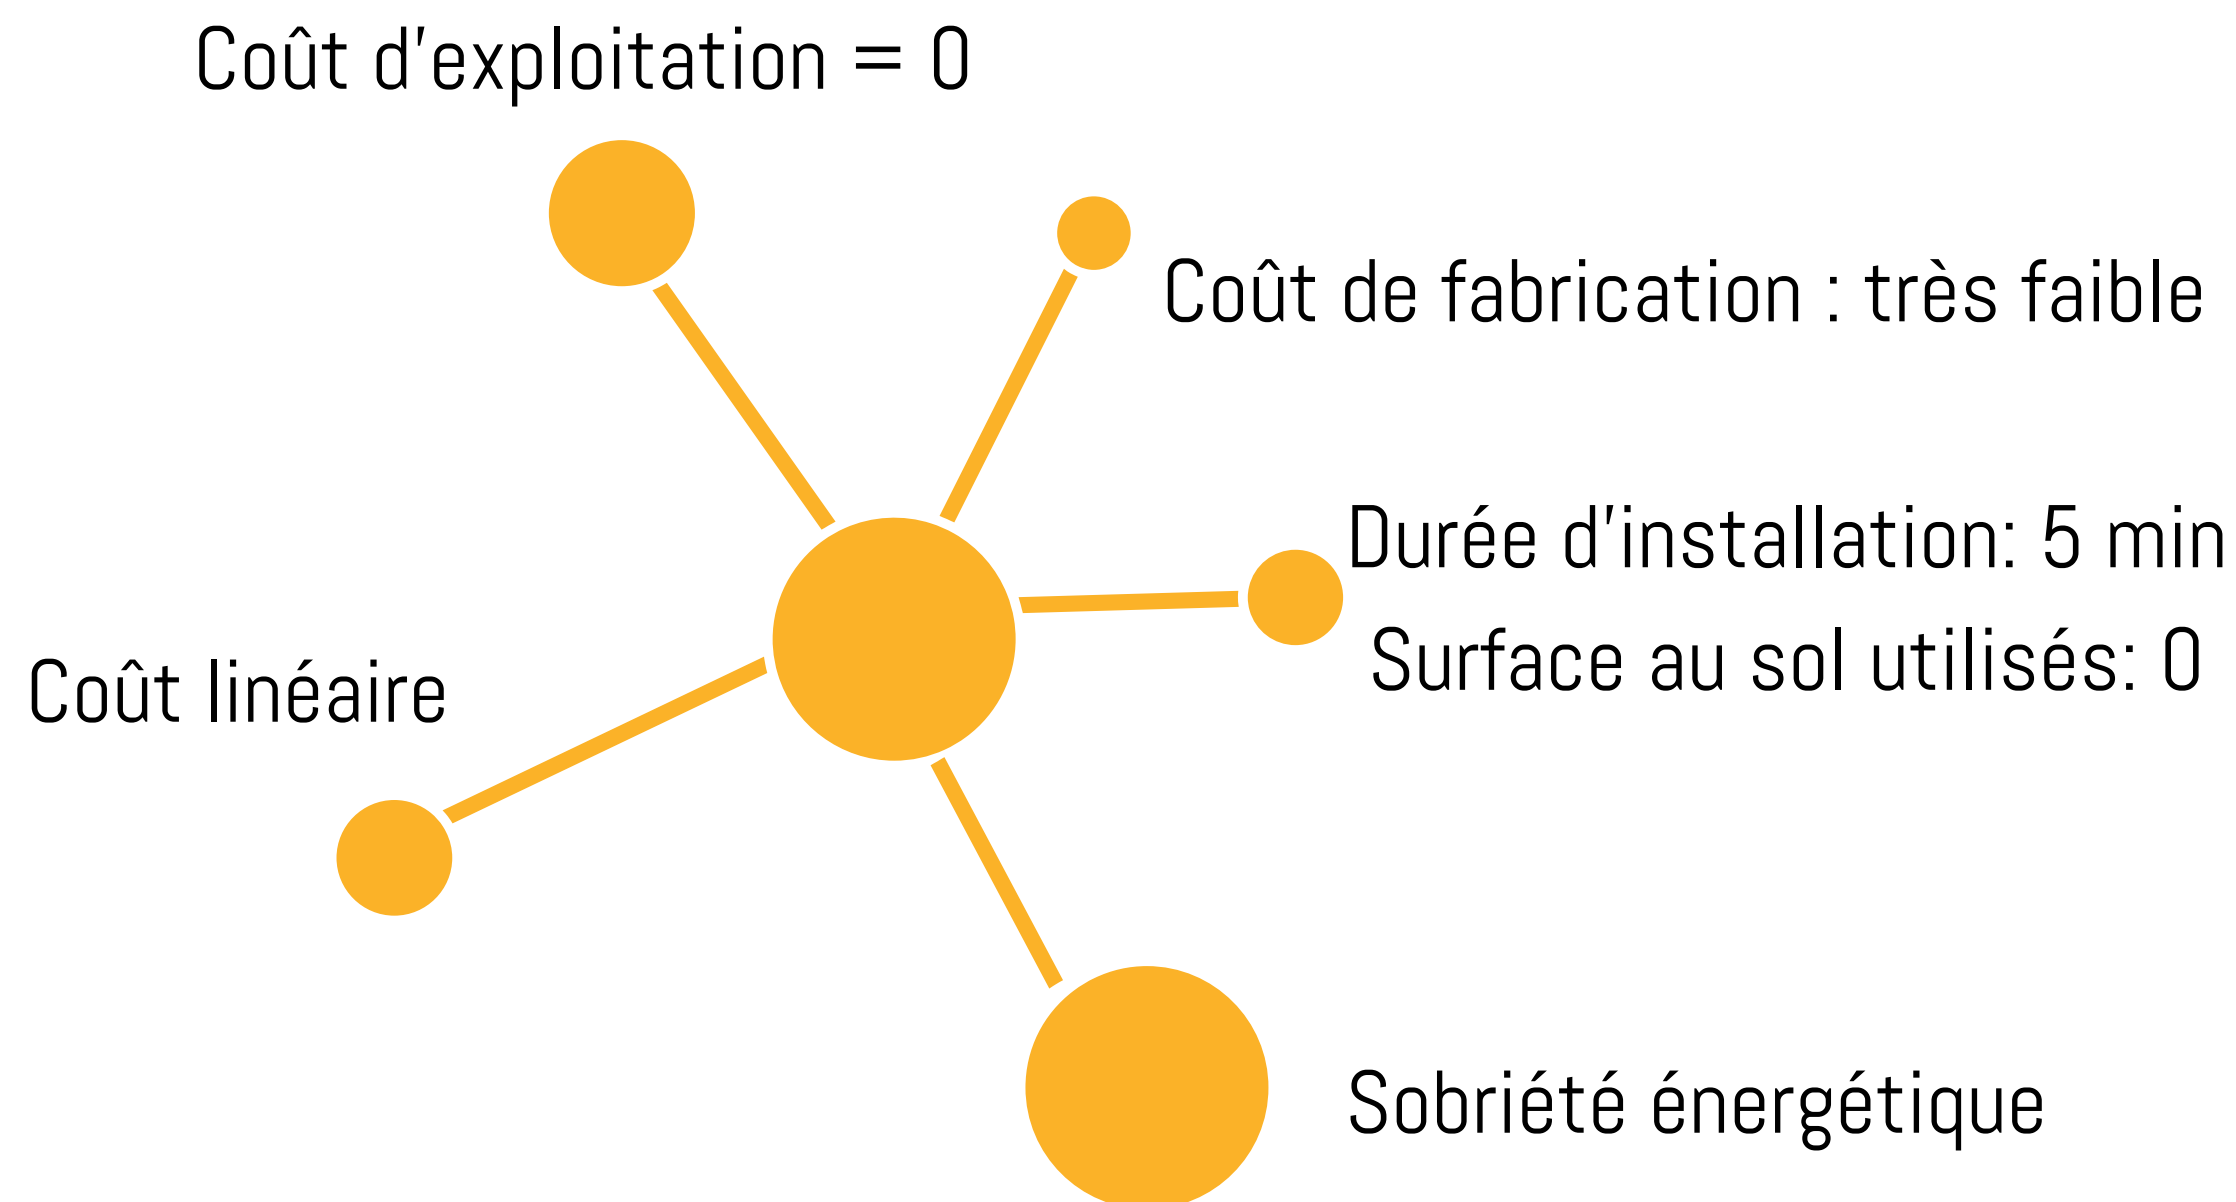 Coût d'exploitation = 0
Coût de fabrication : très faible
Durée d'installation: 5 min
Surface au sol utilisés: 0
Coût linéaire
Sobriété énergétique